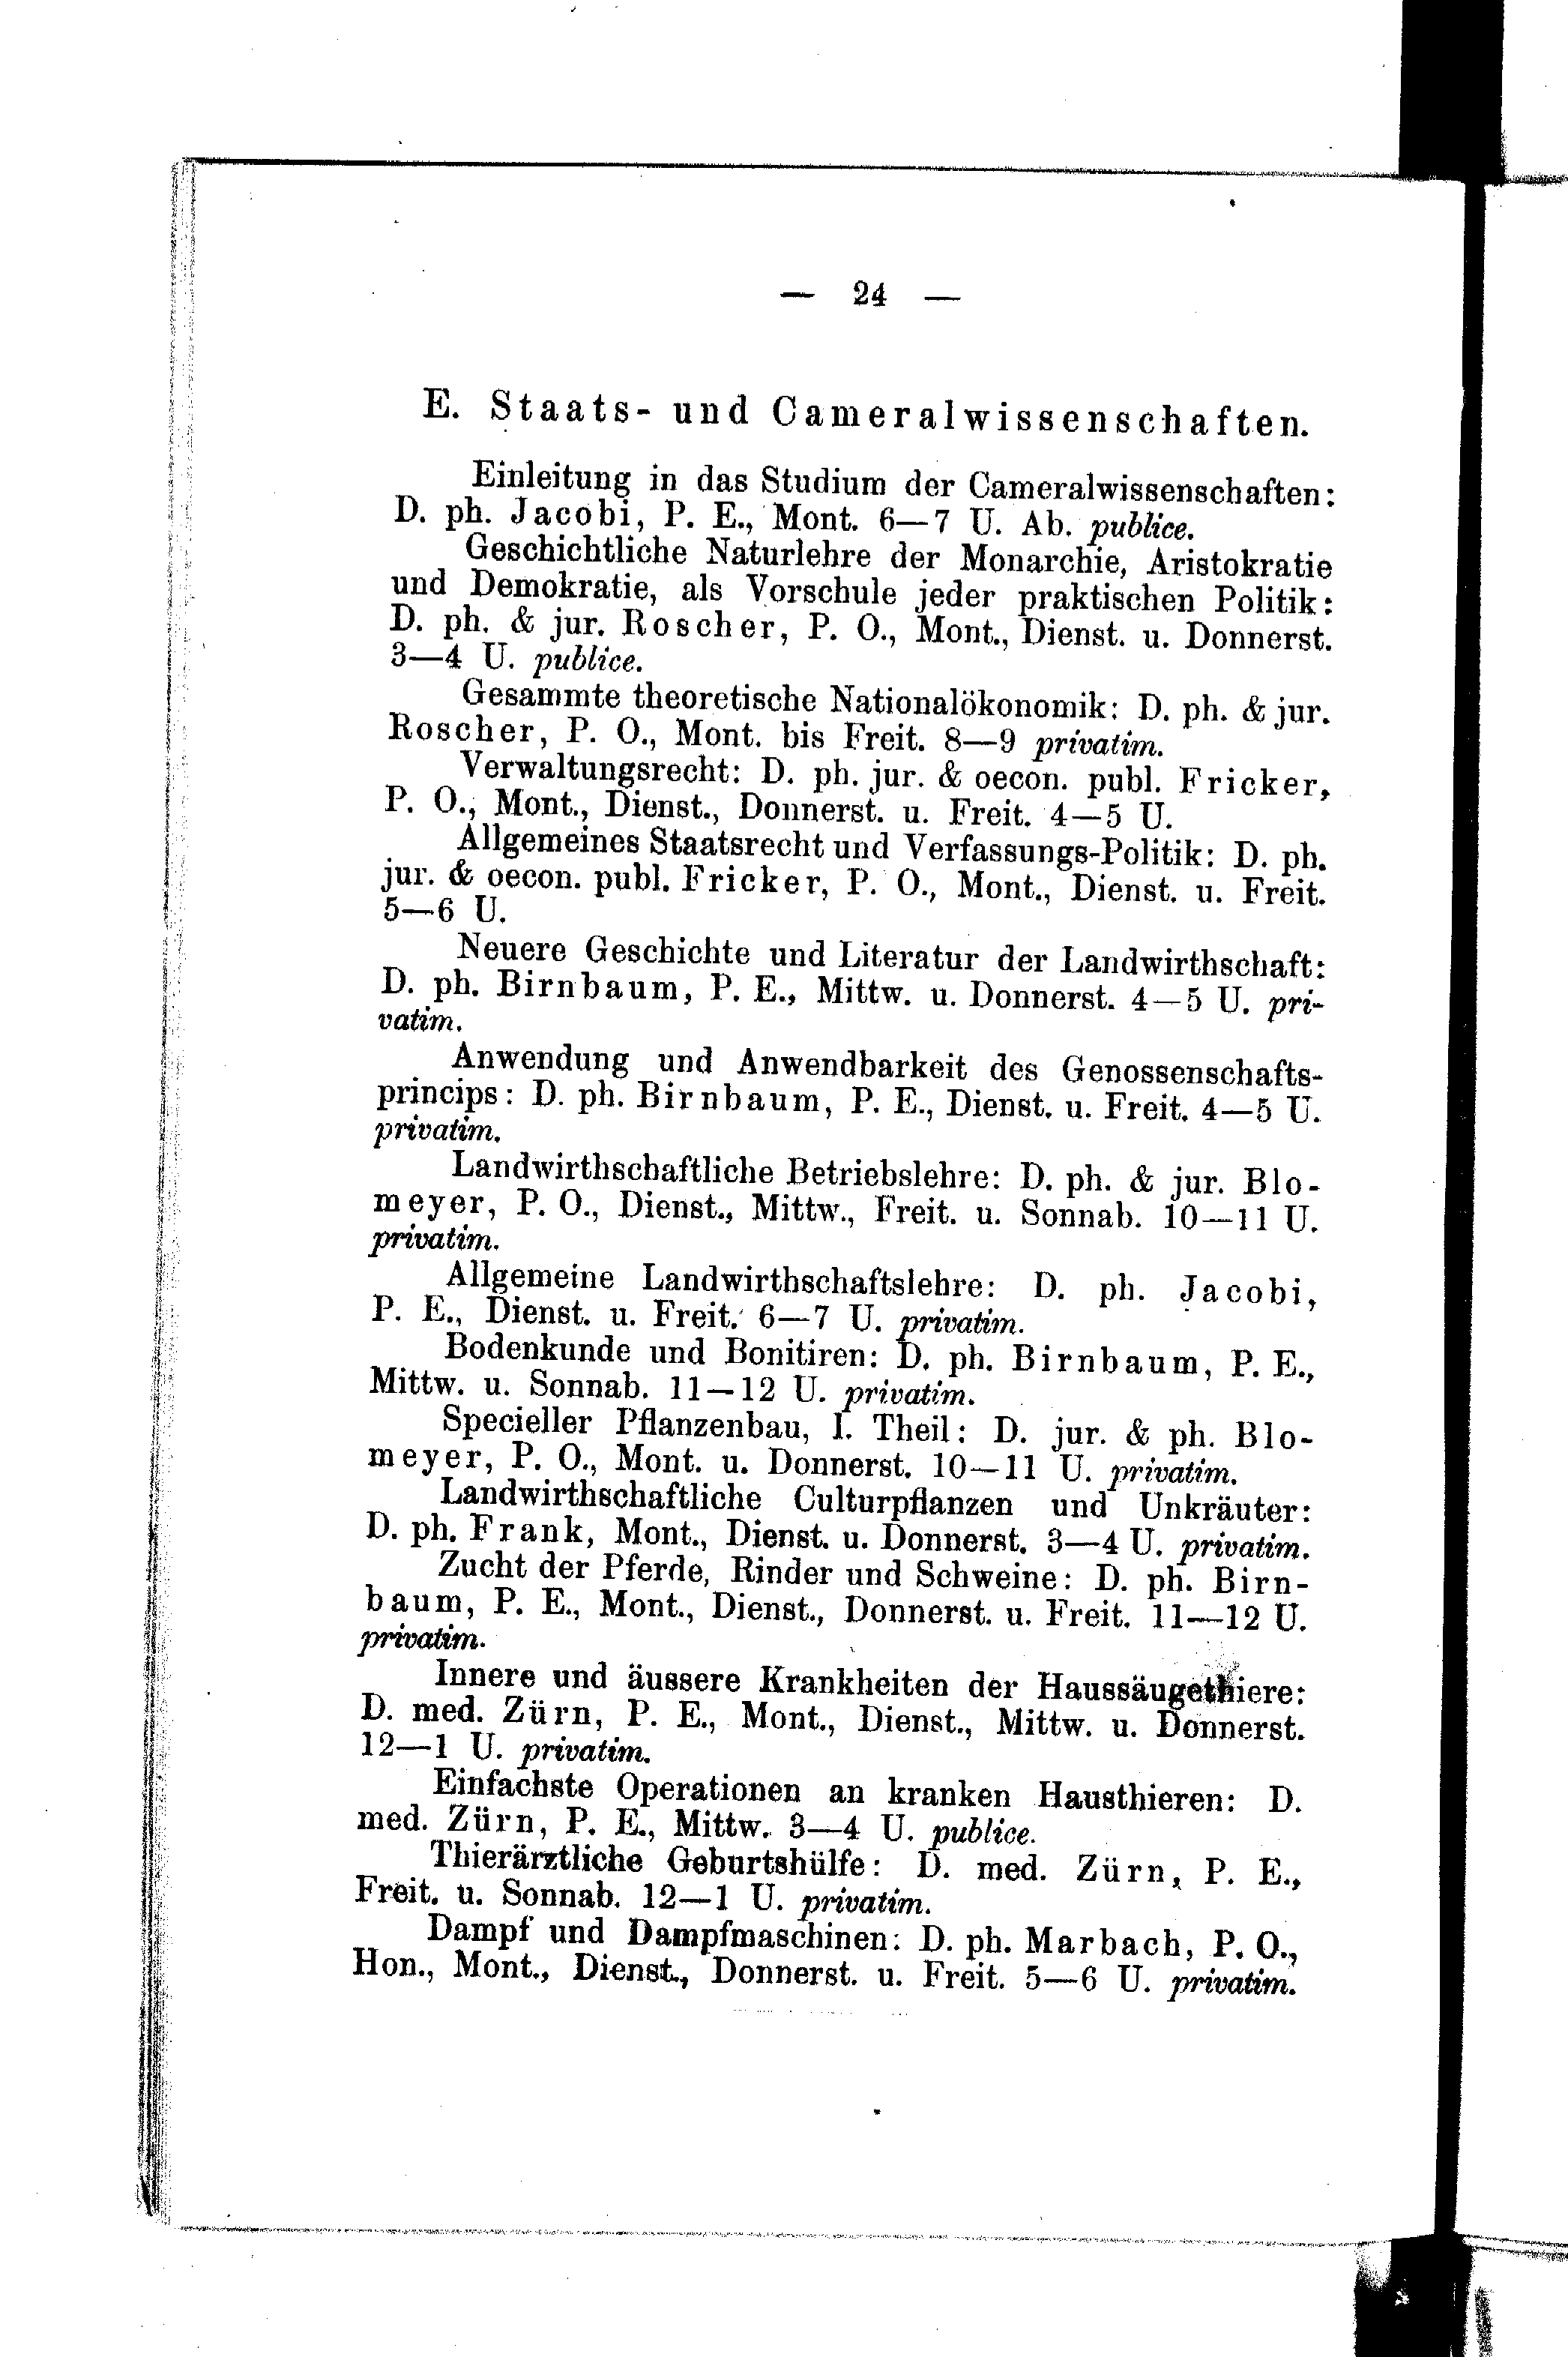 — 24 —
E. Staats- und Cameralwissenschaften.
Einleitung in das Studium der Cameralwissenschaften:
D. ph. Jacobi, P. E., Mont. 6—7 U. Ab. publice.
Geschichtliche Naturlehre der Monarchie, Aristokratie
und Demokratie, als Vorschule jeder praktischen Politik:
D. ph. & jur. Roscher, P. O., Mont., Dienst. u. Donnerst.
3—4 U. publice.
Gesammte theoretische Nationalökonomik: D. ph. & jur.
Roscher, P. O., Mont. bis Freit. 8—9 privatim.
Verwaltungsrecht: D. ph. jur. & oecon. publ. Fricker,
P. O., Mont., Dienst., Donnerst. u. Freit. 4—5 U.
Allgemeines Staatsrecht und Verfassungs-Politik: D. ph.
jur. & oecon. publ. Fricker, P. O., Mont., Dienst. u. Freit.
5—6 U.
Neuere Geschichte und Literatur der Landwirthschaft:
D. ph. Birnbaum, P. E., Mittw. u. Donnerst. 4—5 U. pri-
vatim.
Anwendung und Anwendbarkeit des Genossenschafts-
princips: D. ph. Birnbaum, P. E., Dienst. u. Freit. 4—5 U.
privatim.
Landwirthschaftliche Betriebslehre: D. ph. & jur. Blo-
meyer, P. O., Dienst., Mittw., Freit. u. Sonnab. 10—11 U.
privatim.
Allgemeine Landwirthschaftslehre: D. ph. Jacobi,
P. E., Dienst. u. Freit. 6—7 U. privatim.
Bodenkunde und Bonitiren: D. ph. Birnbaum, P. E.,
Mittw. u. Sonnab. 11—12 U. privatim.
Specieller Pflanzenbau, I. Theil: D. jur. & ph. Blo-
meyer, P. O., Mont. u. Donnerst. 10—11 U. privatim.
Landwirthschaftliche Culturpflanzen und Unkräuter:
D. ph. Frank, Mont., Dienst. u. Donnerst. 3—4 U. privatim.
Zucht der Pferde, Rinder und Schweine: D. ph. Birn-
baum, P. E., Mont., Dienst., Donnerst. u. Freit. 11—12 U.
privatim.
Innere und äussere Krankheiten der Haussäugethiere:
D. med. Zürn, P. E., Mont., Dienst., Mittw. u. Donnerst.
12—1 U. privatim.
Einfachste Operationen an kranken Hausthieren: D.
med. Zürn, P. E., Mittw. 3—4 U. publice.
Thierärztliche Geburtshülfe: D. med. Zürn, P. E.,
Freit. u. Sonnab. 12—1 U. privatim.
Dampf und Dampfmaschinen: D. ph. Marbach, P. O.,
Hon., Mont., Dienst., Donnerst. u. Freit. 5—6 U. privatim.